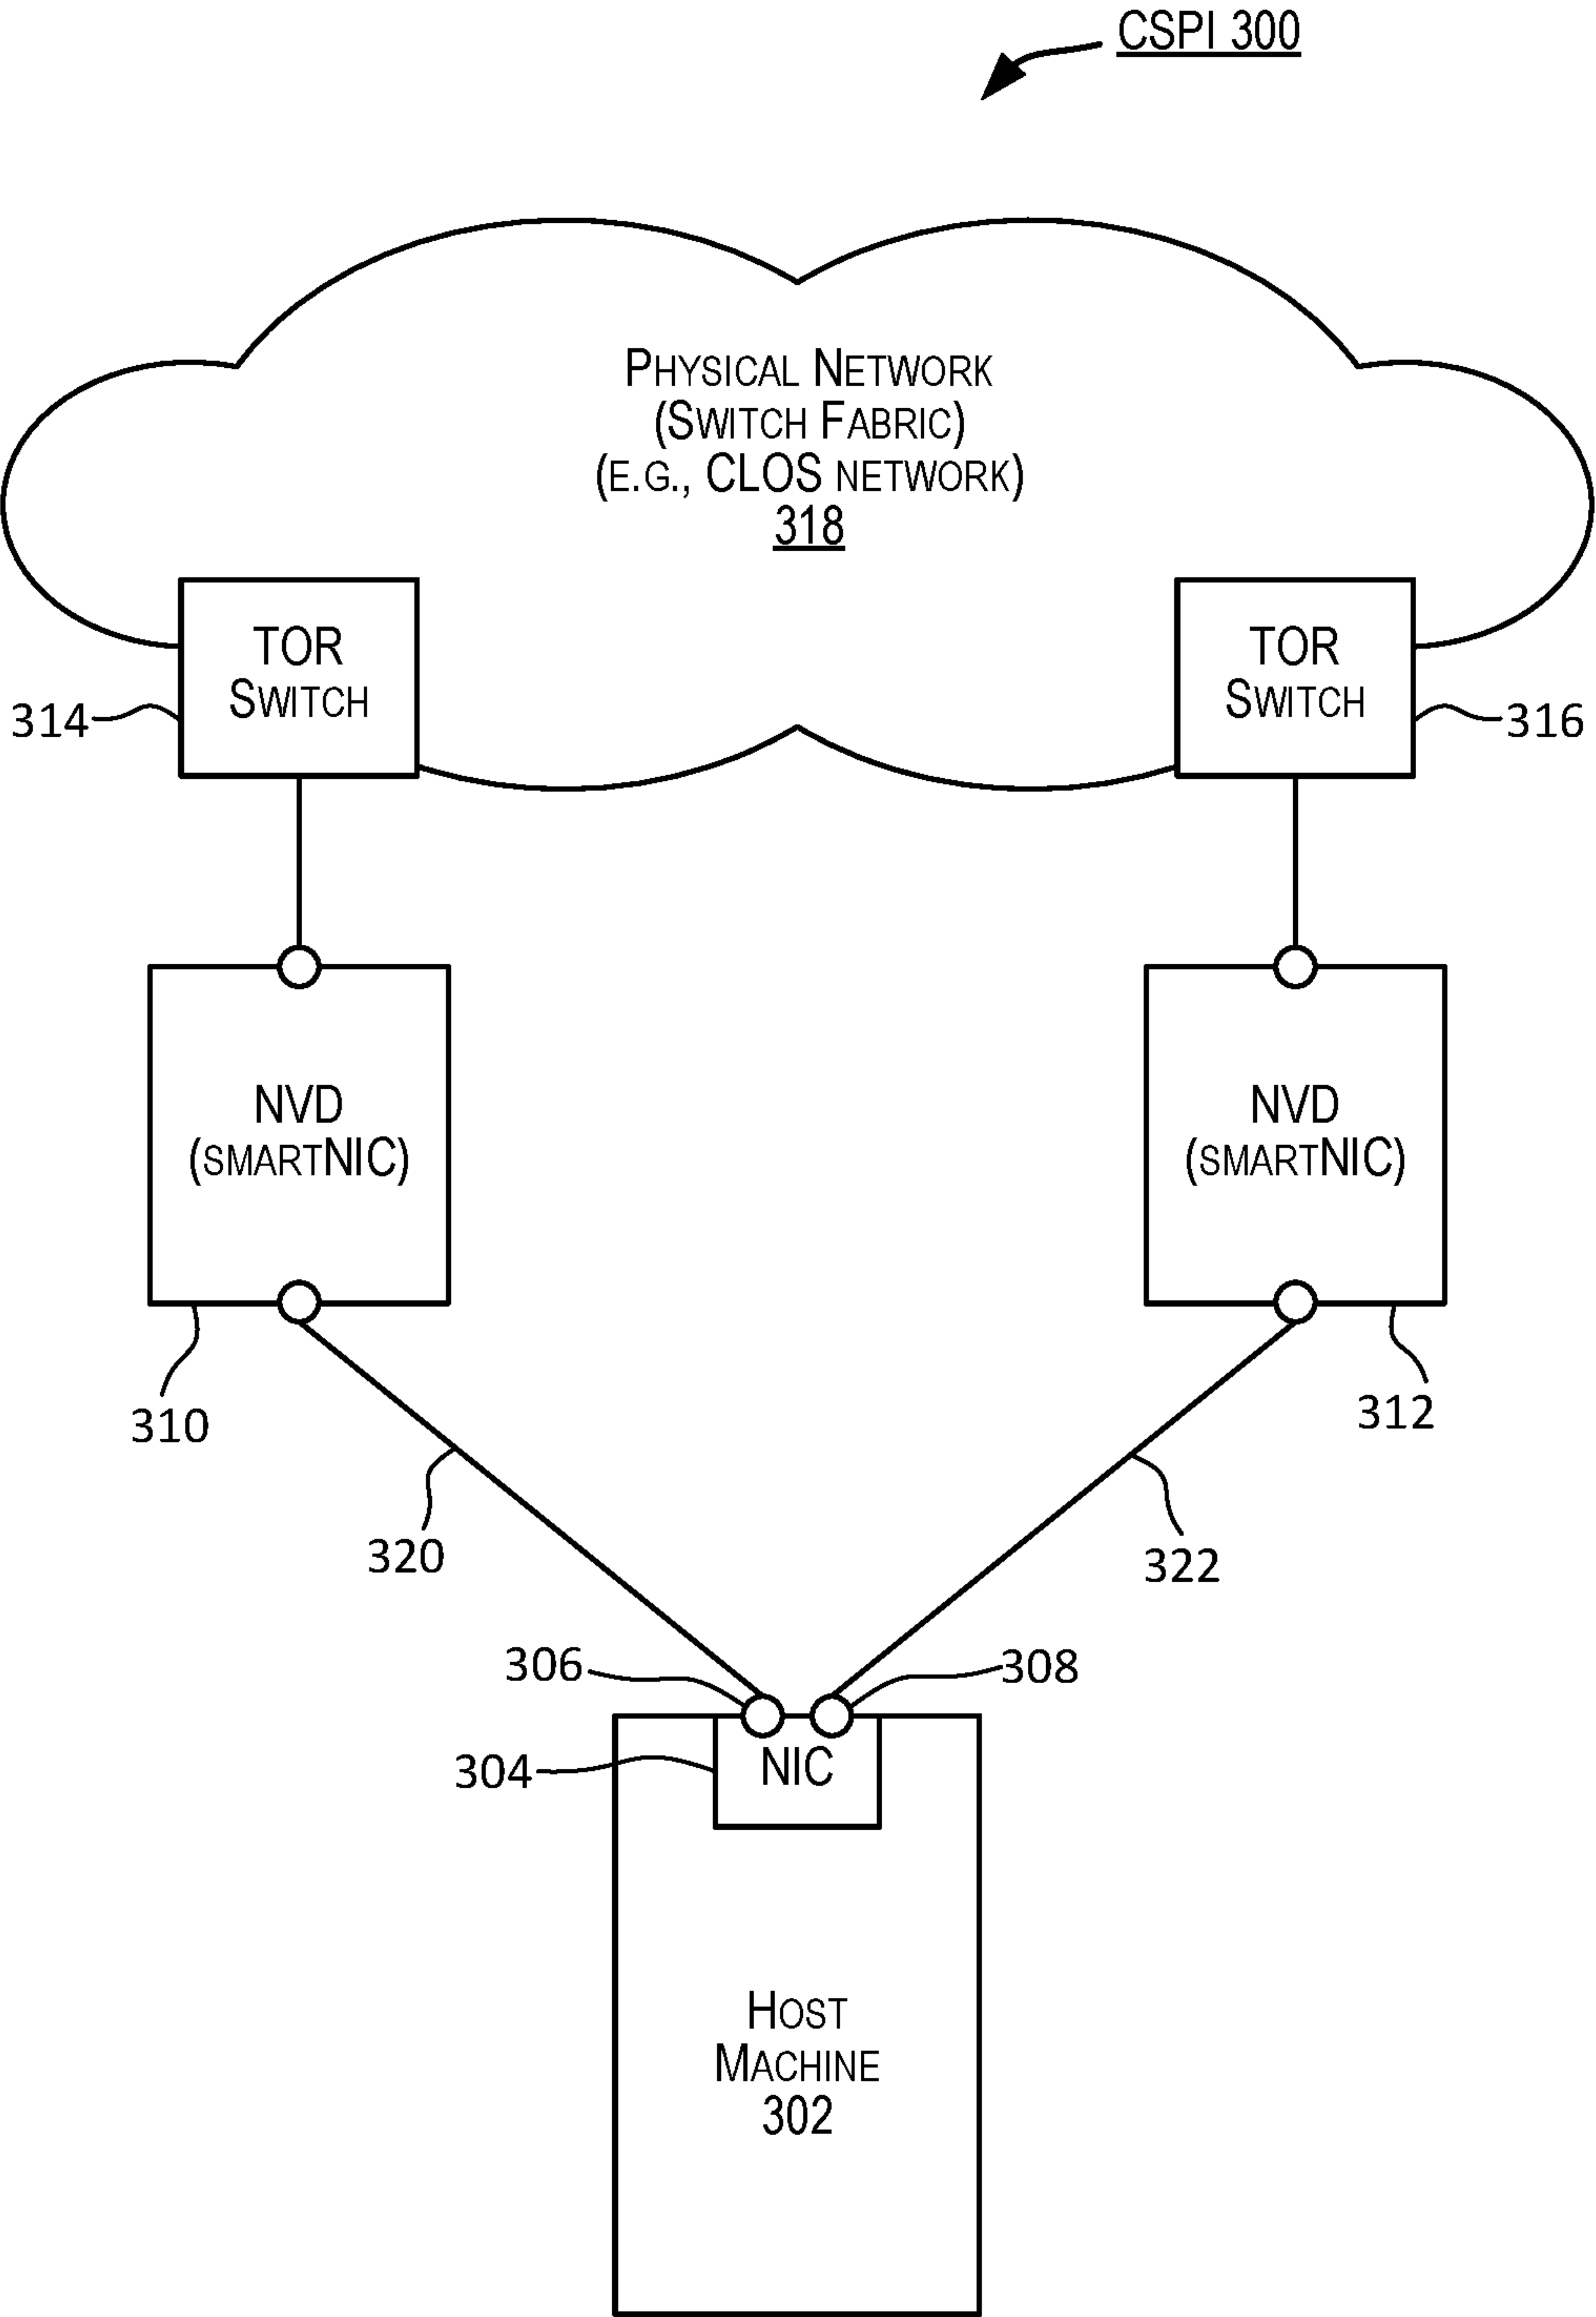 CSPI 300
Physical Network
(Switch Fabric)
(e.g., CLOS network)
318
TOR
Switch
314
TOR
Switch
316
NVD
(smartNIC)
NVD
(smartNIC)
310
312
320
322
306
308
304
NIC
Host
Machine
302